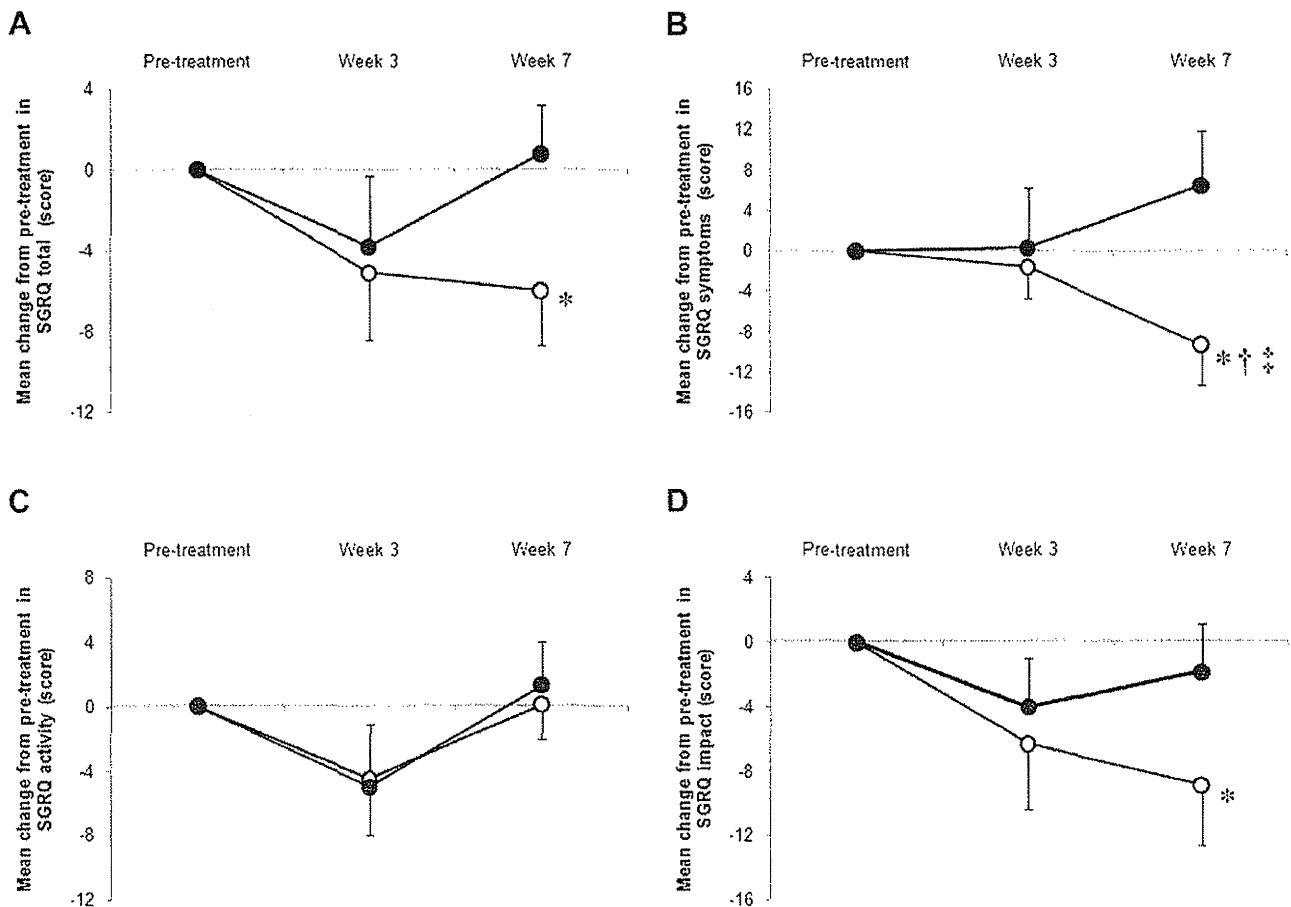 A
Pre-treatment Week 3 Week 7
Mean change from pre-treatment in
SGRQ total (score)
4
0
-4
-8
-12
*
B
Pre-treatment Week 3 Week 7
Mean change from pre-treatment in
SGRQ symptoms (score)
16
12
8
4
0
-4
-8
-12
-16
*†‡
C
Pre-treatment Week 3 Week 7
Mean change from pre-treatment in
SGRQ activity (score)
8
4
0
-4
-8
-12
D
Pre-treatment Week 3 Week 7
Mean change from pre-treatment in
SGRQ impact (score)
4
0
-4
-8
-12
-16
*